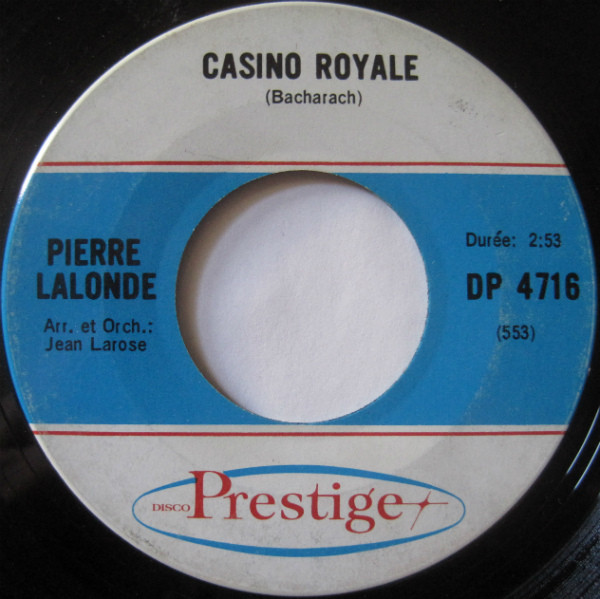 CASINO ROYALE
(Bacharach)
PIERRE
LALONDE
Arr. et Orch.:
Jean Larose
Durée: 2:53
DP 4716
(553)
DISCO Prestige